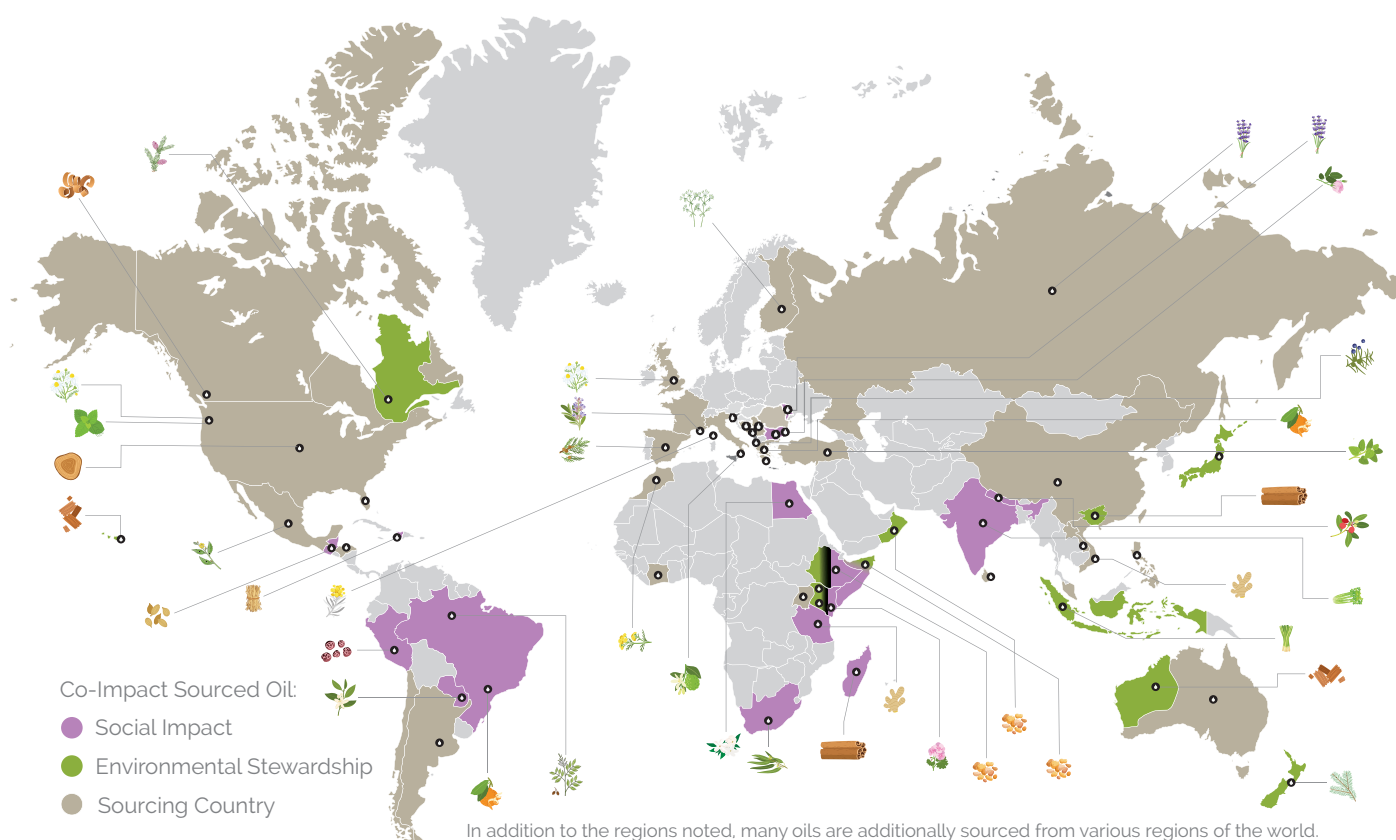 Co-Impact Sourced Oil:
Social Impact
Environmental Stewardship
Sourcing Country
In addition to the regions noted, many oils are additionally sourced from various regions of the world.